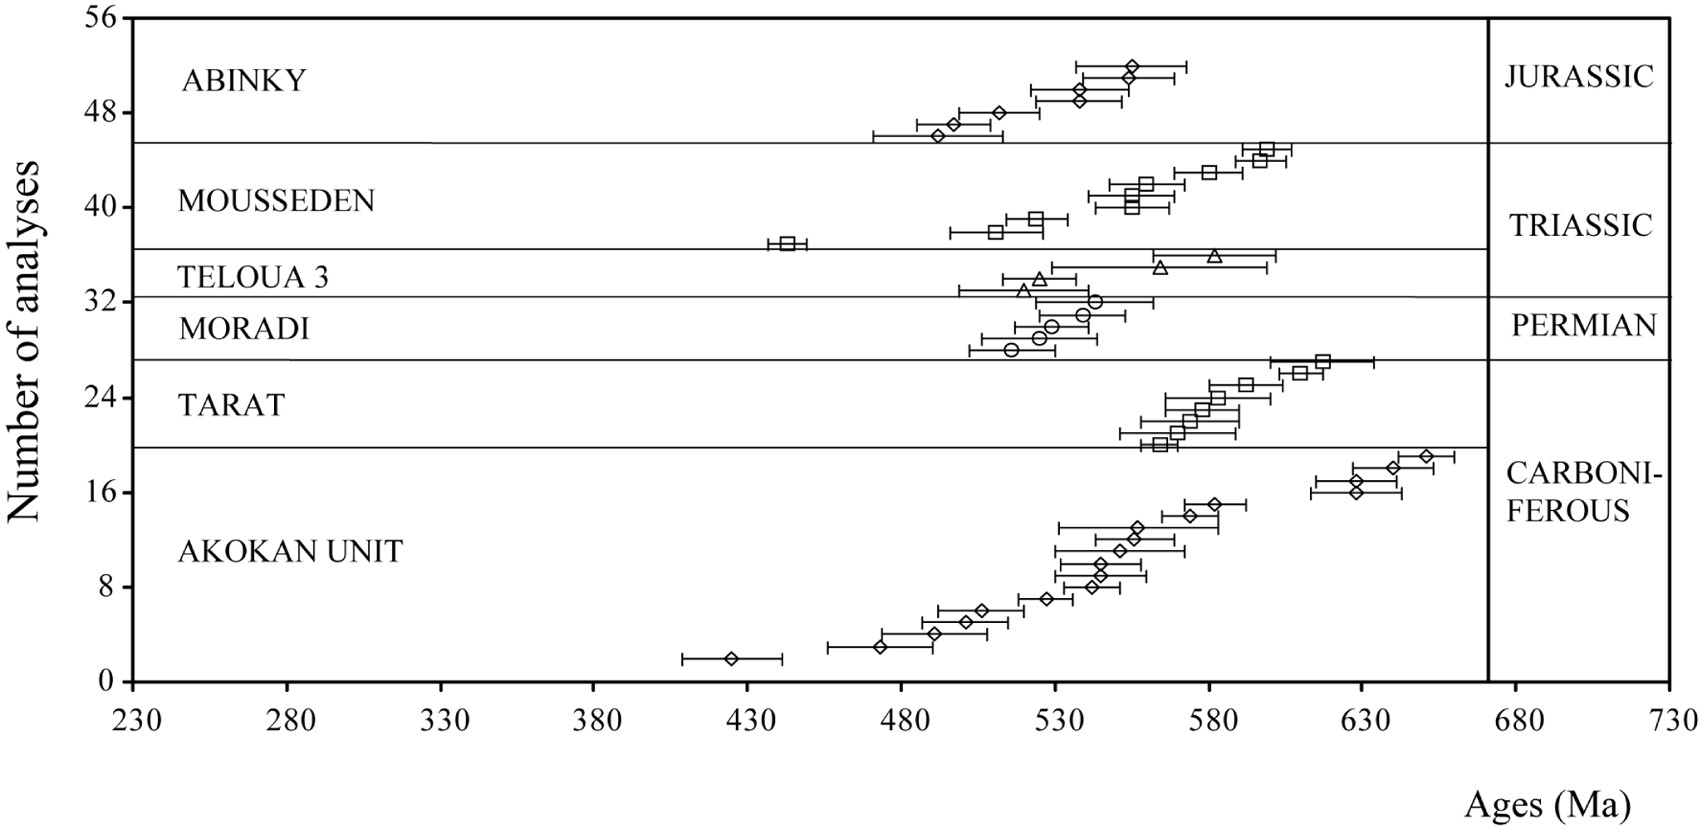 56
ABINKY
JURASSIC
48
MOUSSEDEN
40
TRIASSIC
TELOUA 3
32
MORADI
PERMIAN
24
TARAT
CARBONI-
FEROUS
16
AKOKAN UNIT
8
0
Number of analyses
230 280 330 380 430 480 530 580 630 680 730
Ages (Ma)